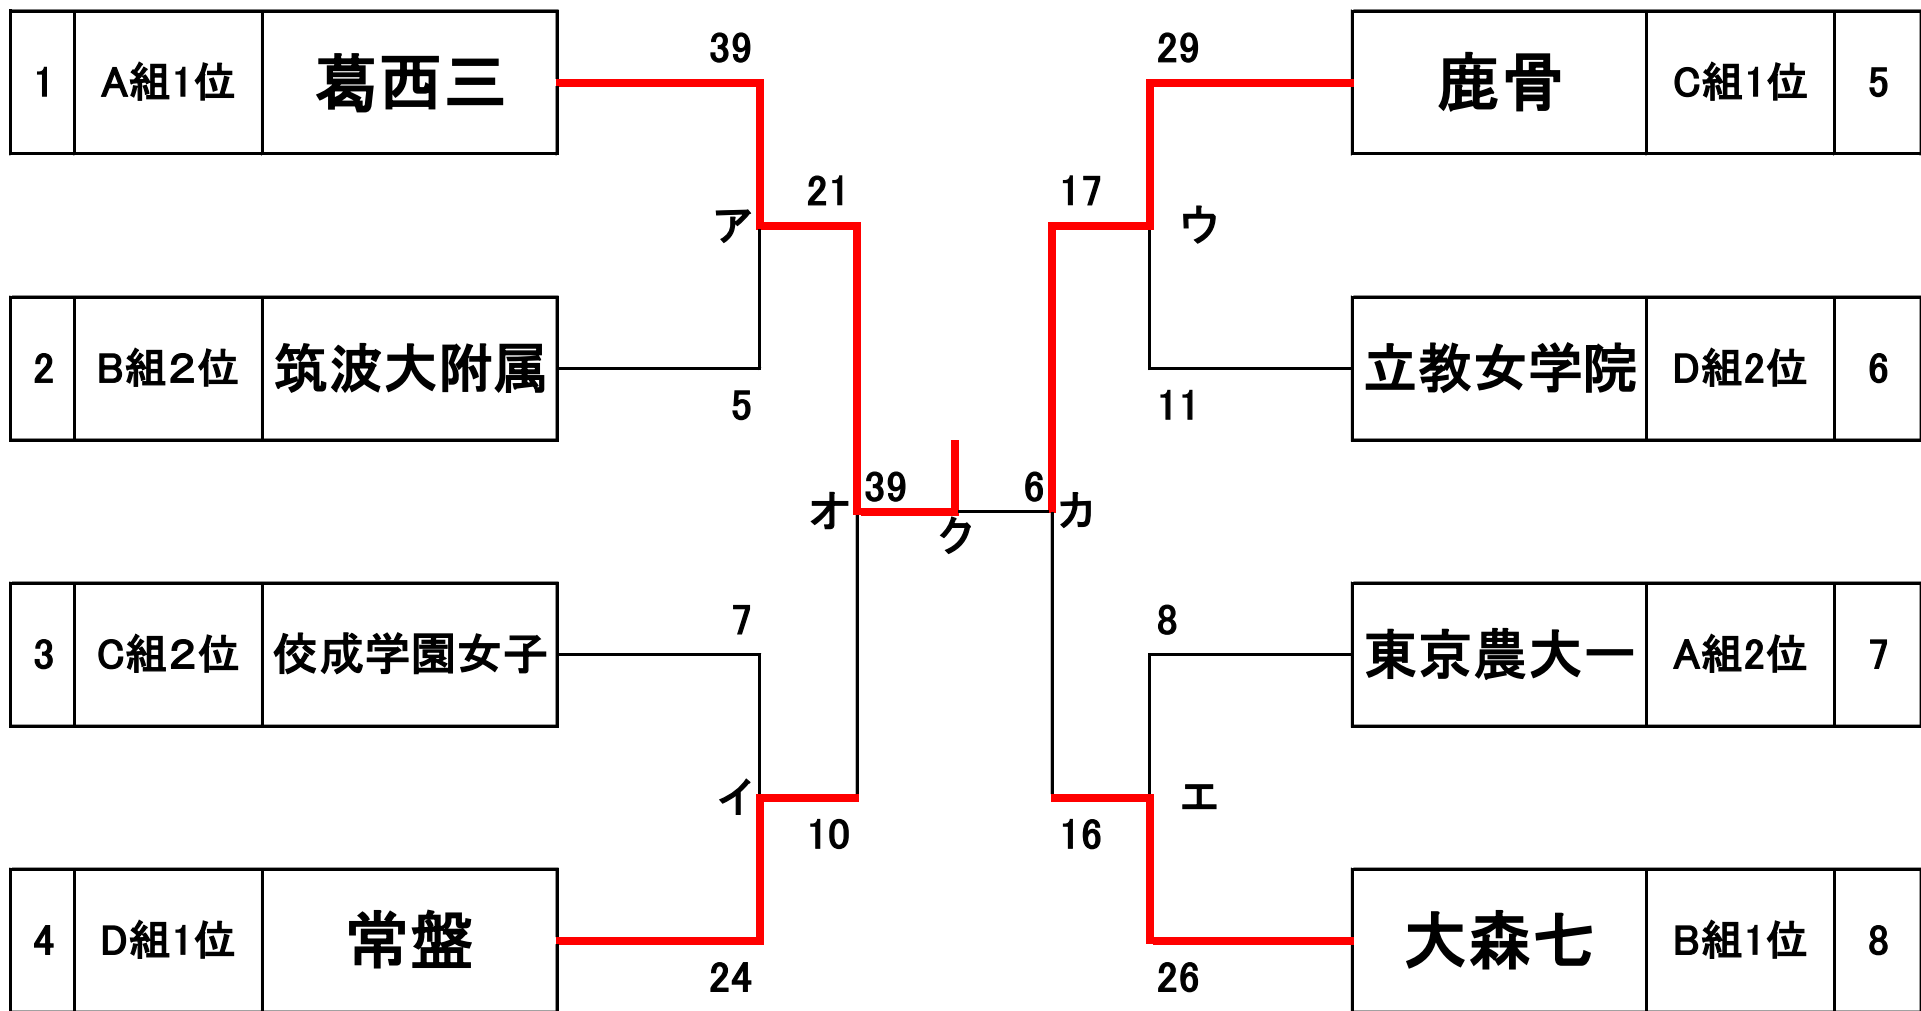 1 A組1位 葛西三 39
29 鹿骨 C組1位 5
21
17
ア
ウ
2 B組2位 筑波大附属 5
11 立教女学院 D組2位 6
オ 39 ク 6 カ
3 C組2位 佼成学園女子 7
8 東京農大一 A組2位 7
イ
エ
10
16
4 D組1位 常盤 24
26 大森七 B組1位 8